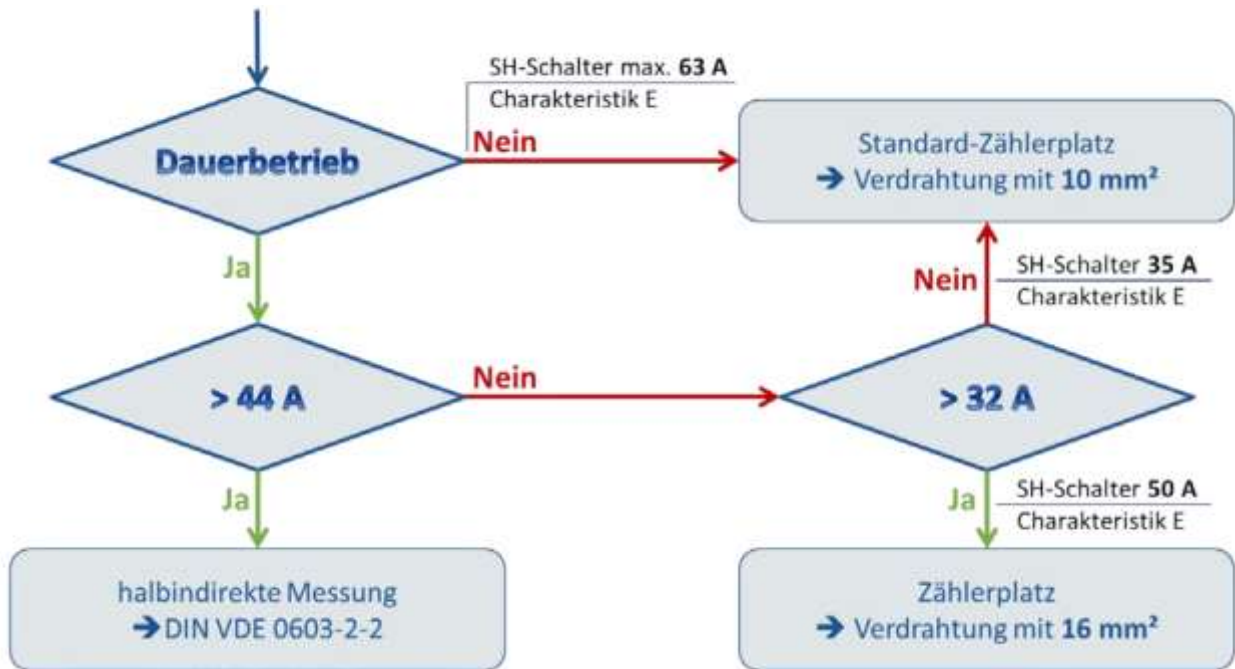 SH-Schalter max. 63 A
Charakteristik E
Dauerbetrieb
Nein
Standard-Zählerplatz
➔ Verdrahtung mit 10 mm²
Ja
Nein
SH-Schalter 35 A
Charakteristik E
> 44 A
Nein
> 32 A
Ja
Ja
SH-Schalter 50 A
Charakteristik E
halbindirekte Messung
➔ DIN VDE 0603-2-2
Zählerplatz
➔ Verdrahtung mit 16 mm²